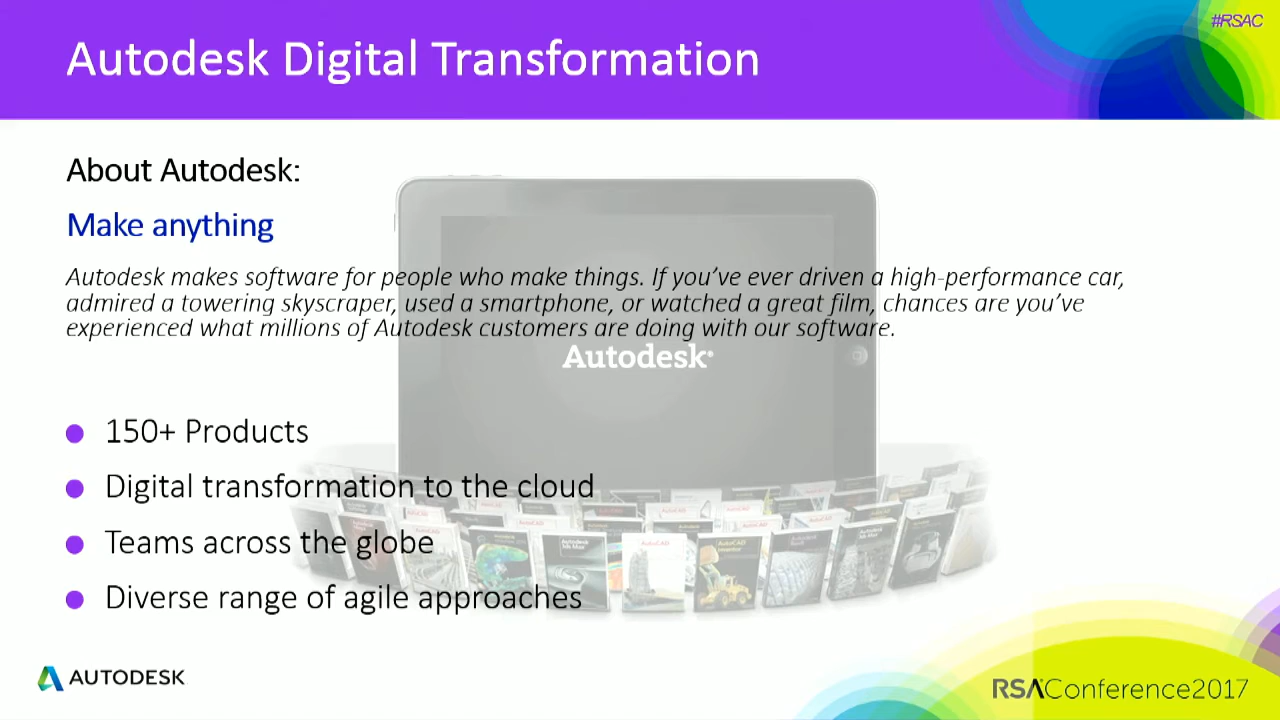 #RSAC
Autodesk Digital Transformation
About Autodesk:
Make anything
Autodesk makes software for people who make things. If you’ve ever driven a high-performance car,
admired a towering skyscraper, used a smartphone, or watched a great film, chances are you’ve
experienced what millions of Autodesk customers are doing with our software.
Autodesk®
150+ Products
Digital transformation to the cloud
Teams across the globe
Diverse range of agile approaches
AUTODESK
RSAConference2017